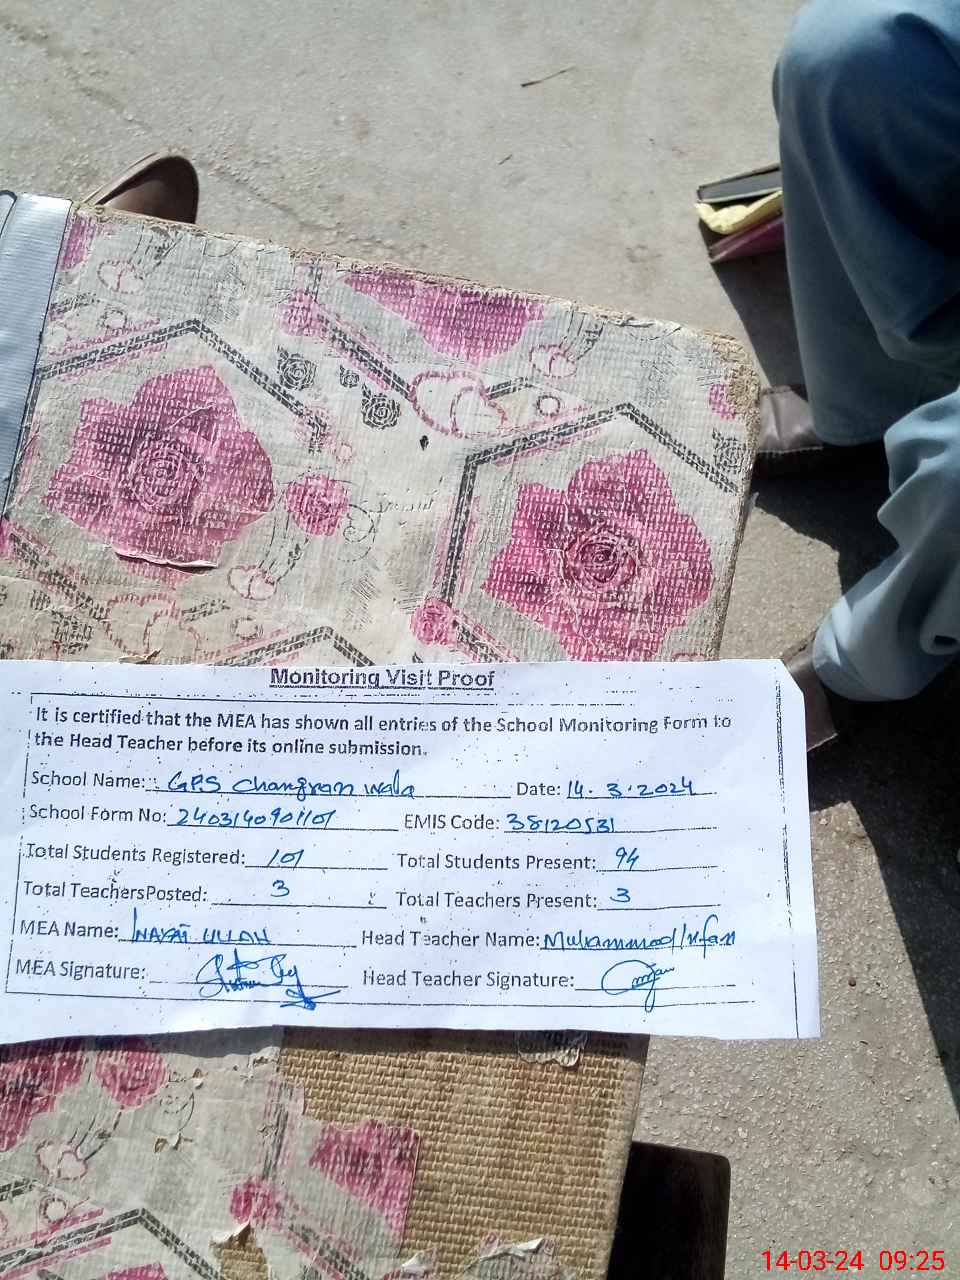 Monitoring Visit Proof
It is certified that the MEA has shown all entries of the School Monitoring Form to
the Head Teacher before its online submission.
School Name: GPS Changran wala Date: 14.3.2024
School Form No: 2403140901101 EMIS Code: 38120531
Total Students Registered: 101 Total Students Present: 94
Total TeachersPosted: 3 Total Teachers Present: 3
MEA Name: INAYAT ULLAH Head Teacher Name: Muhammad Irfan
MEA Signature: Head Teacher Signature:
14-03-24 09:25